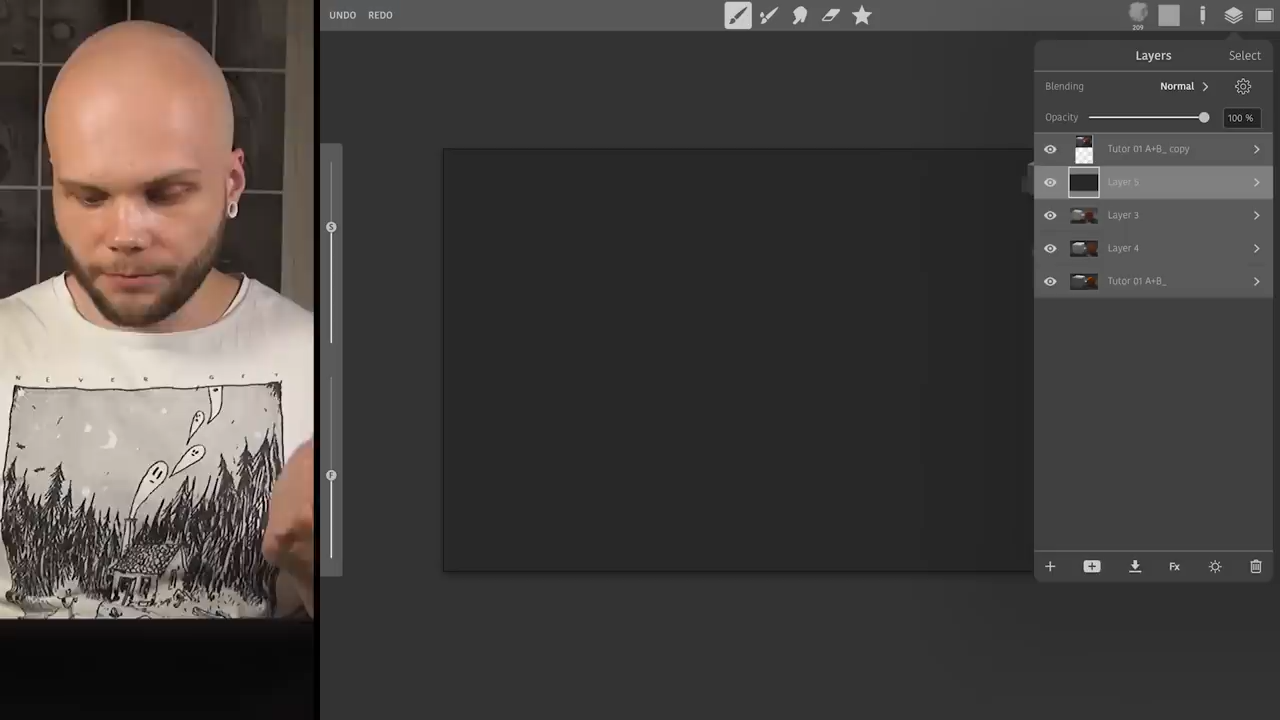 UNDO REDO
209
Layers Select
Blending Normal
Opacity 100 %
Tutor 01 A+B_ copy
Layer 5
Layer 3
Layer 4
Tutor 01 A+B_
S
F
+ Fx